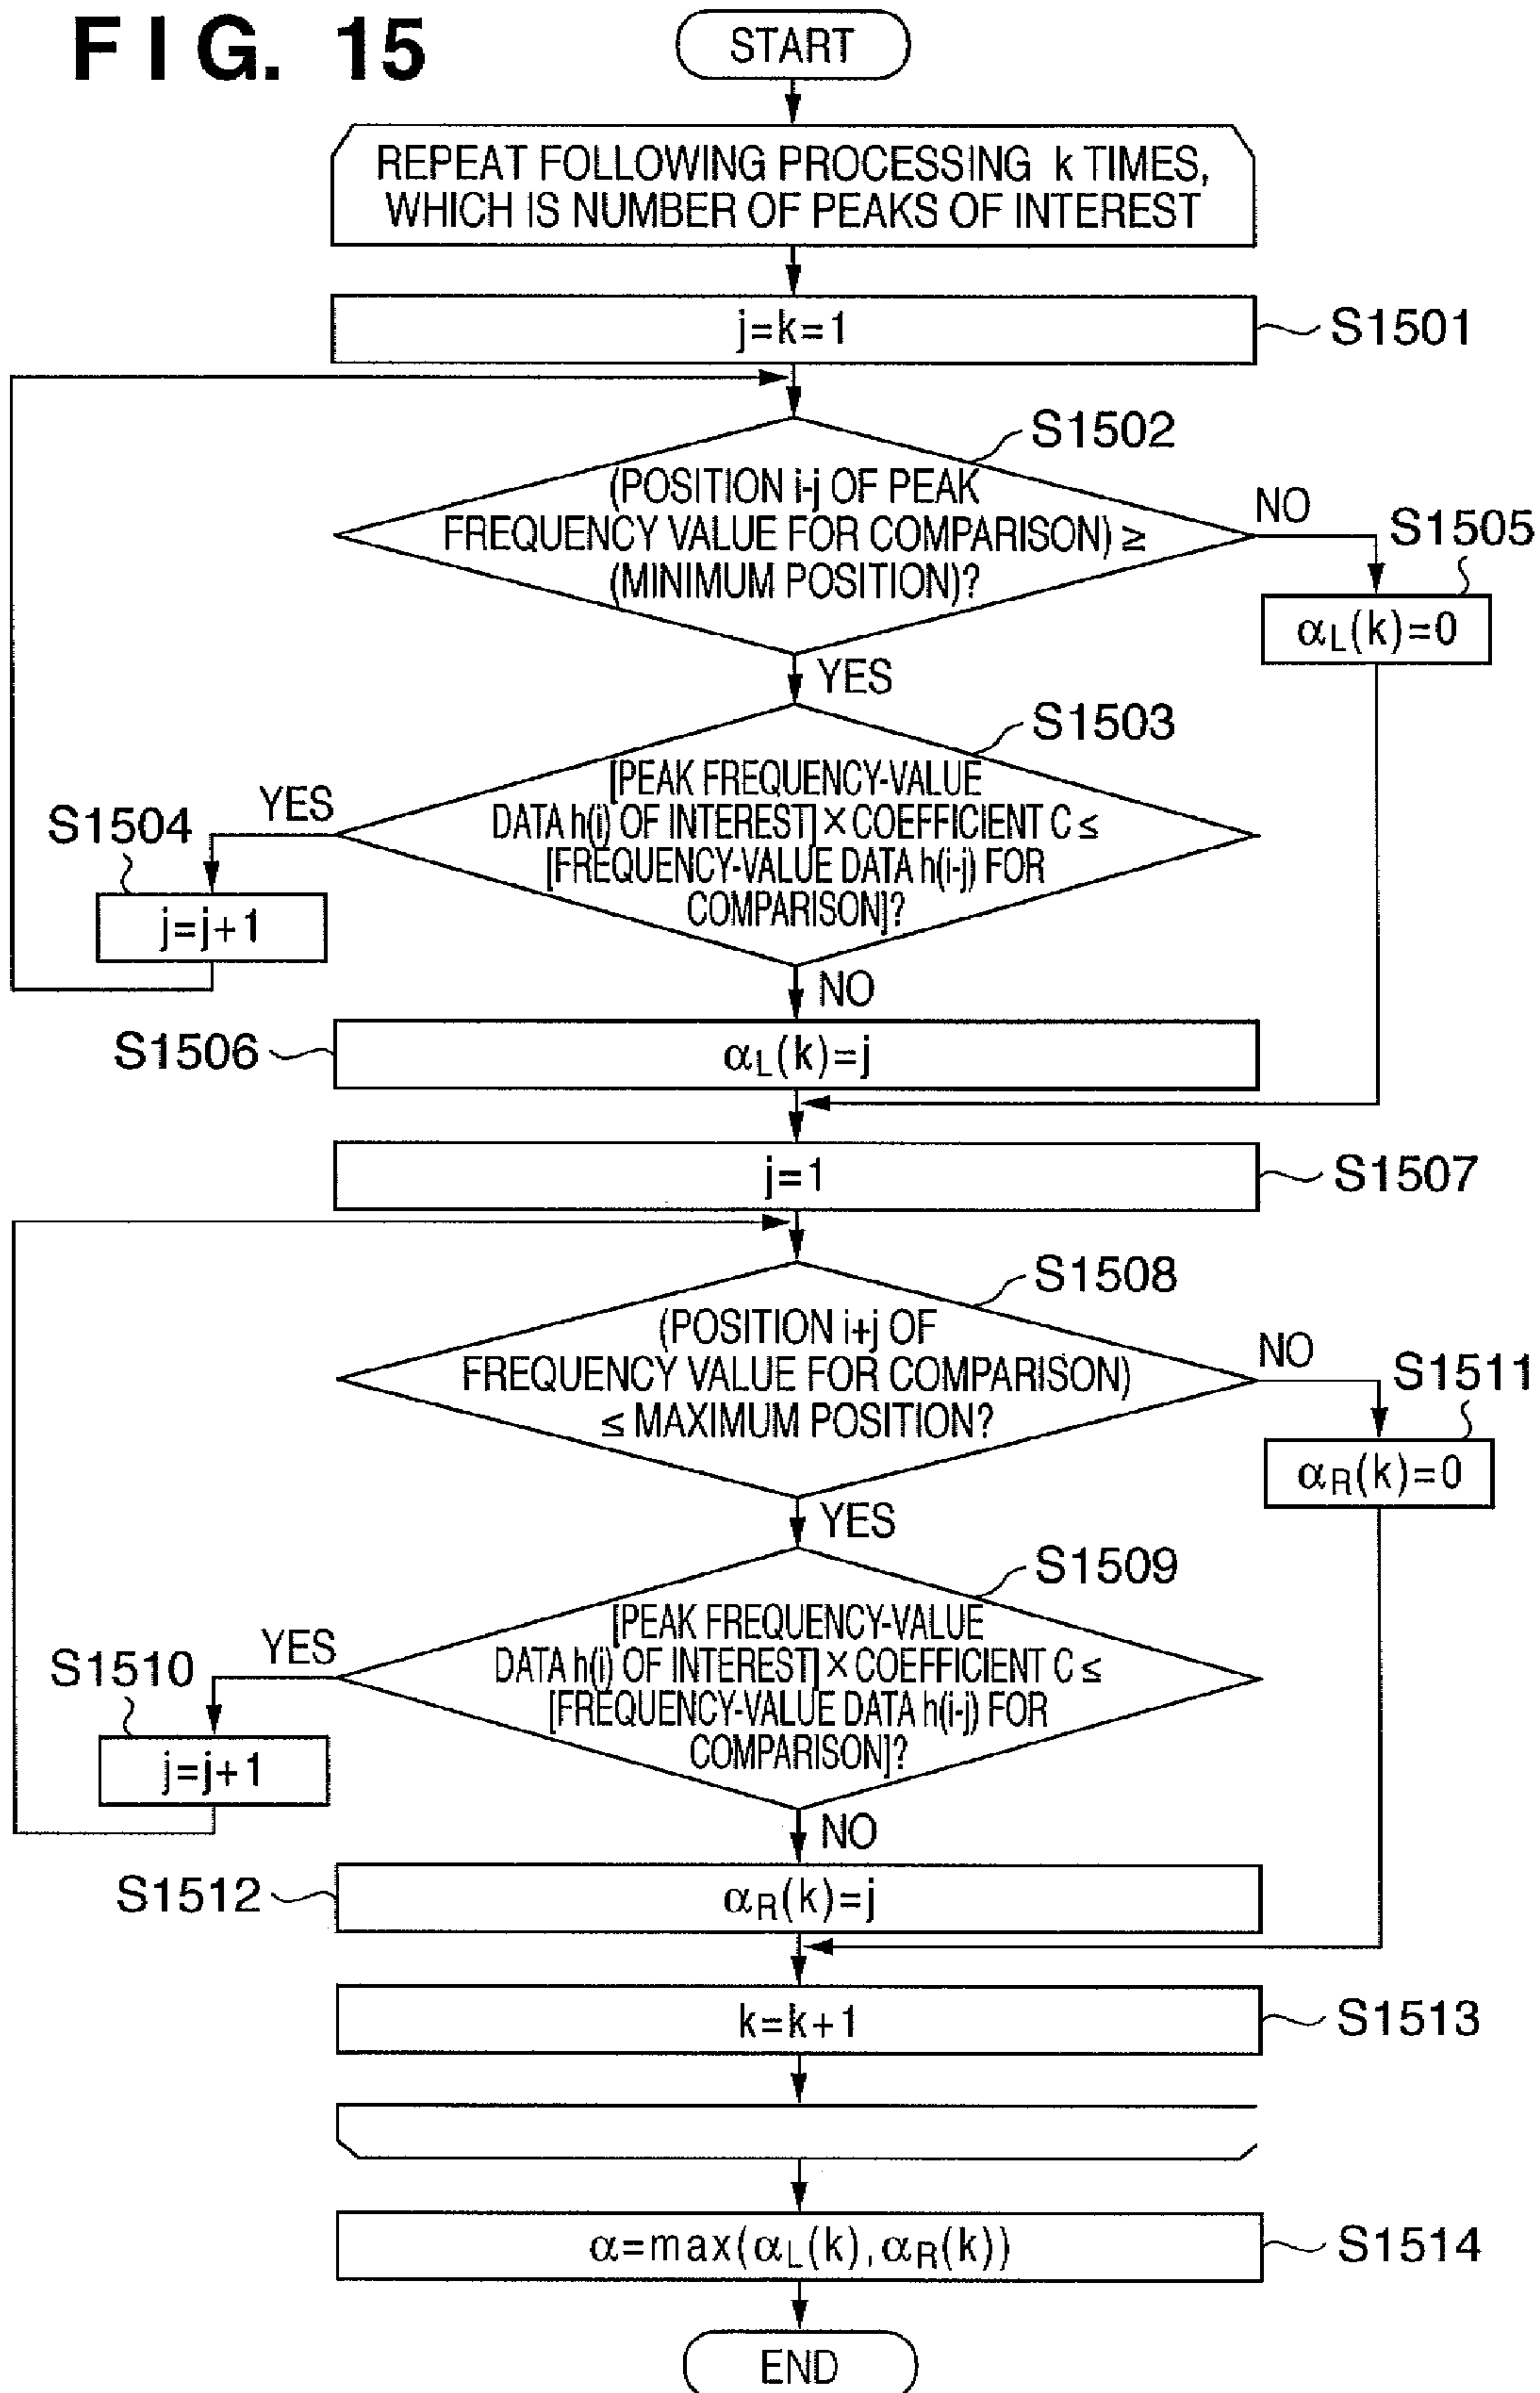 FIG. 15
START
REPEAT FOLLOWING PROCESSING k TIMES,
WHICH IS NUMBER OF PEAKS OF INTEREST
j=k=1
S1501
S1502
(POSITION i-j OF PEAK
FREQUENCY VALUE FOR COMPARISON) ≥
(MINIMUM POSITION)?
NO
S1505
αL(k)=0
YES
S1503
[PEAK FREQUENCY-VALUE
DATA h(i) OF INTEREST] × COEFFICIENT C ≤
[FREQUENCY-VALUE DATA h(i-j) FOR
COMPARISON]?
YES
S1504
j=j+1
NO
S1506
αL(k)=j
j=1
S1507
S1508
(POSITION i+j OF
FREQUENCY VALUE FOR COMPARISON)
≤ MAXIMUM POSITION?
NO
S1511
αR(k)=0
YES
S1509
[PEAK FREQUENCY-VALUE
DATA h(i) OF INTEREST] × COEFFICIENT C ≤
[FREQUENCY-VALUE DATA h(i-j) FOR
COMPARISON]?
YES
S1510
j=j+1
NO
S1512
αR(k)=j
k=k+1
S1513
α=max(αL(k),αR(k))
S1514
END